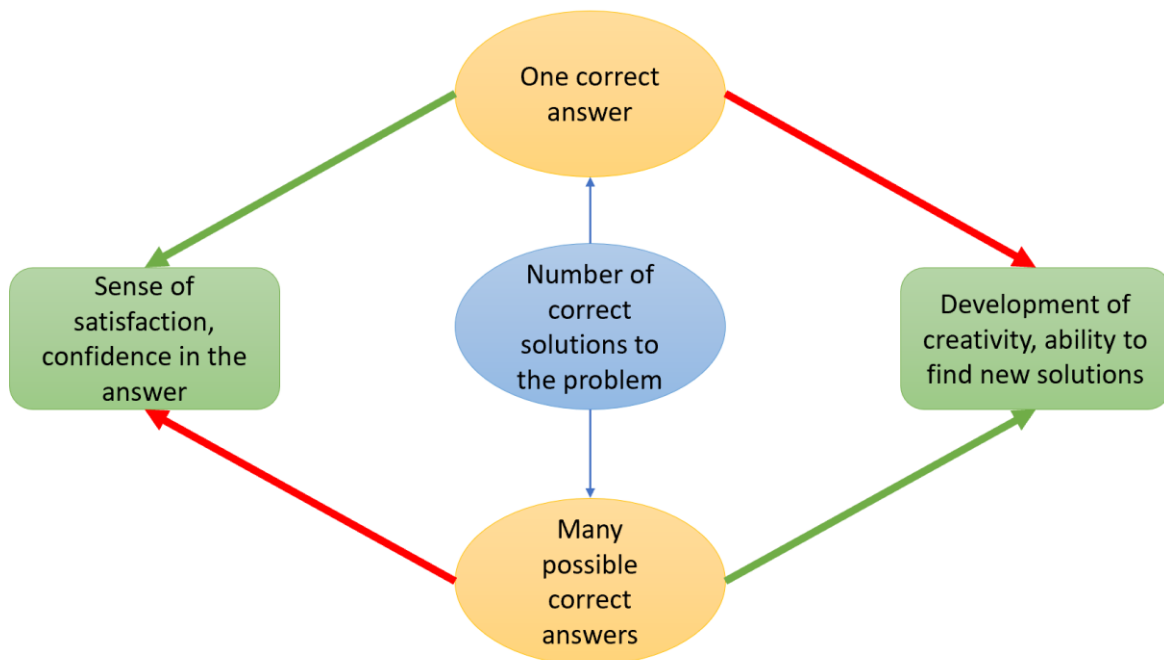 One correct
answer
Sense of
satisfaction,
confidence in the
answer
Number of
correct
solutions to
the problem
Development of
creativity, ability to
find new solutions
Many
possible
correct
answers